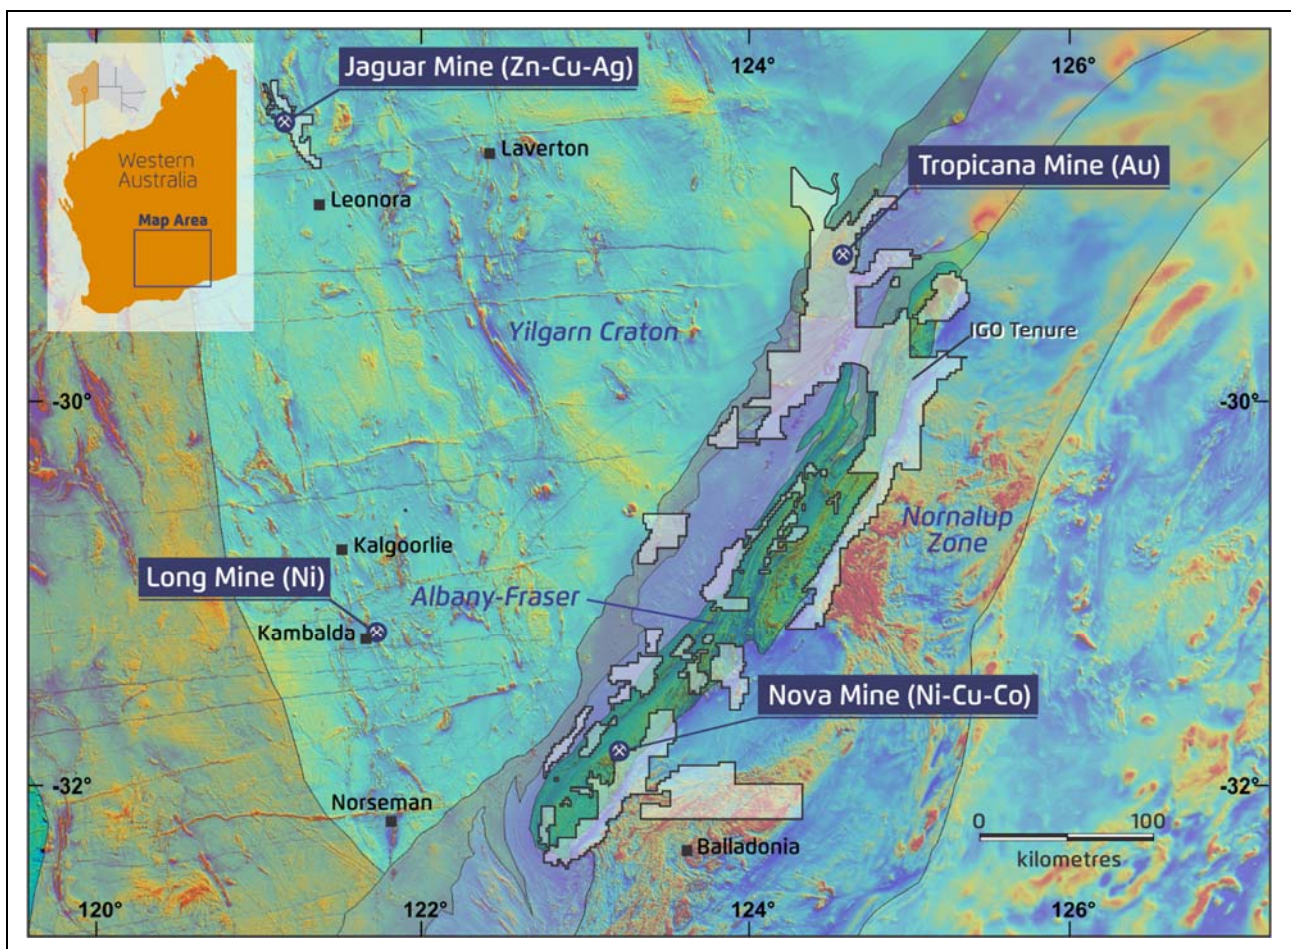 124°
126°
Jaguar Mine (Zn-Cu-Ag)
Western
Australia
Map Area
Laverton
Leonora
Tropicana Mine (Au)
Yilgarn Craton
IGO Tenure
-30°
-30°
Nornalup
Zone
Kalgoorlie
Long Mine (Ni)
Albany-Fraser
Kambalda
Nova Mine (Ni-Cu-Co)
-32°
-32°
Norseman
Balladonia
0
100
kilometres
120°
122°
124°
126°